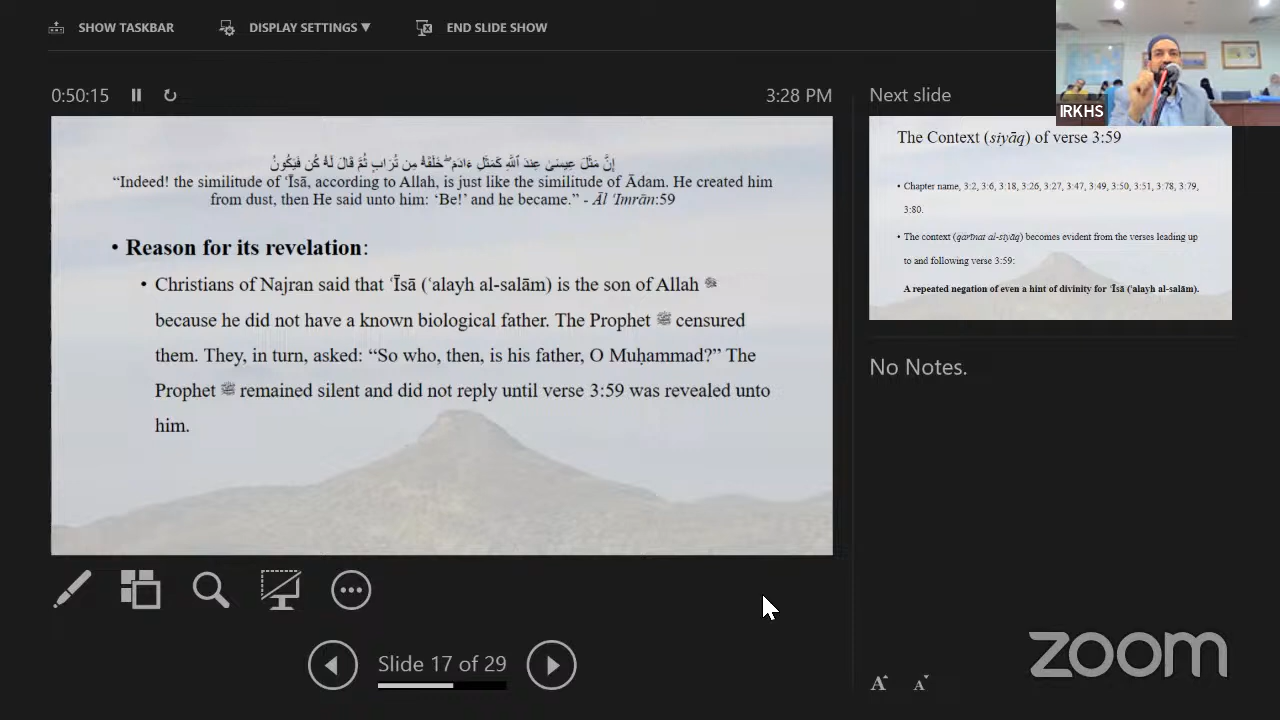 SHOW TASKBAR
DISPLAY SETTINGS ▼
END SLIDE SHOW
0:50:15
3:28 PM
Next slide
IRKHS
إِنَّ مَثَلَ عِيسَىٰ عِندَ ٱللَّهِ كَمَثَلِ ءَادَمَ ۖ خَلَقَهُۥ مِن تُرَابٍ ثُمَّ قَالَ لَهُۥ كُن فَيَكُونُ
“Indeed! the similitude of ʿĪsā, according to Allah, is just like the similitude of Ādam. He created him
from dust, then He said unto him: ‘Be!’ and he became.” - Āl ʿImrān:59
• Reason for its revelation:
• Christians of Najran said that ʿĪsā (ʿalayh al-salām) is the son of Allah ﷻ
because he did not have a known biological father. The Prophet ﷺ censured
them. They, in turn, asked: “So who, then, is his father, O Muḥammad?” The
Prophet ﷺ remained silent and did not reply until verse 3:59 was revealed unto
him.
The Context (siyāq) of verse 3:59
• Chapter name, 3:2, 3:6, 3:18, 3:26, 3:27, 3:47, 3:49, 3:50, 3:51, 3:78, 3:79,
3:80.
• The context (qarīnat al-siyāq) becomes evident from the verses leading up
to and following verse 3:59:
A repeated negation of even a hint of divinity for ʿĪsā (ʿalayh al-salām).
No Notes.
Slide 17 of 29
zoom
A A